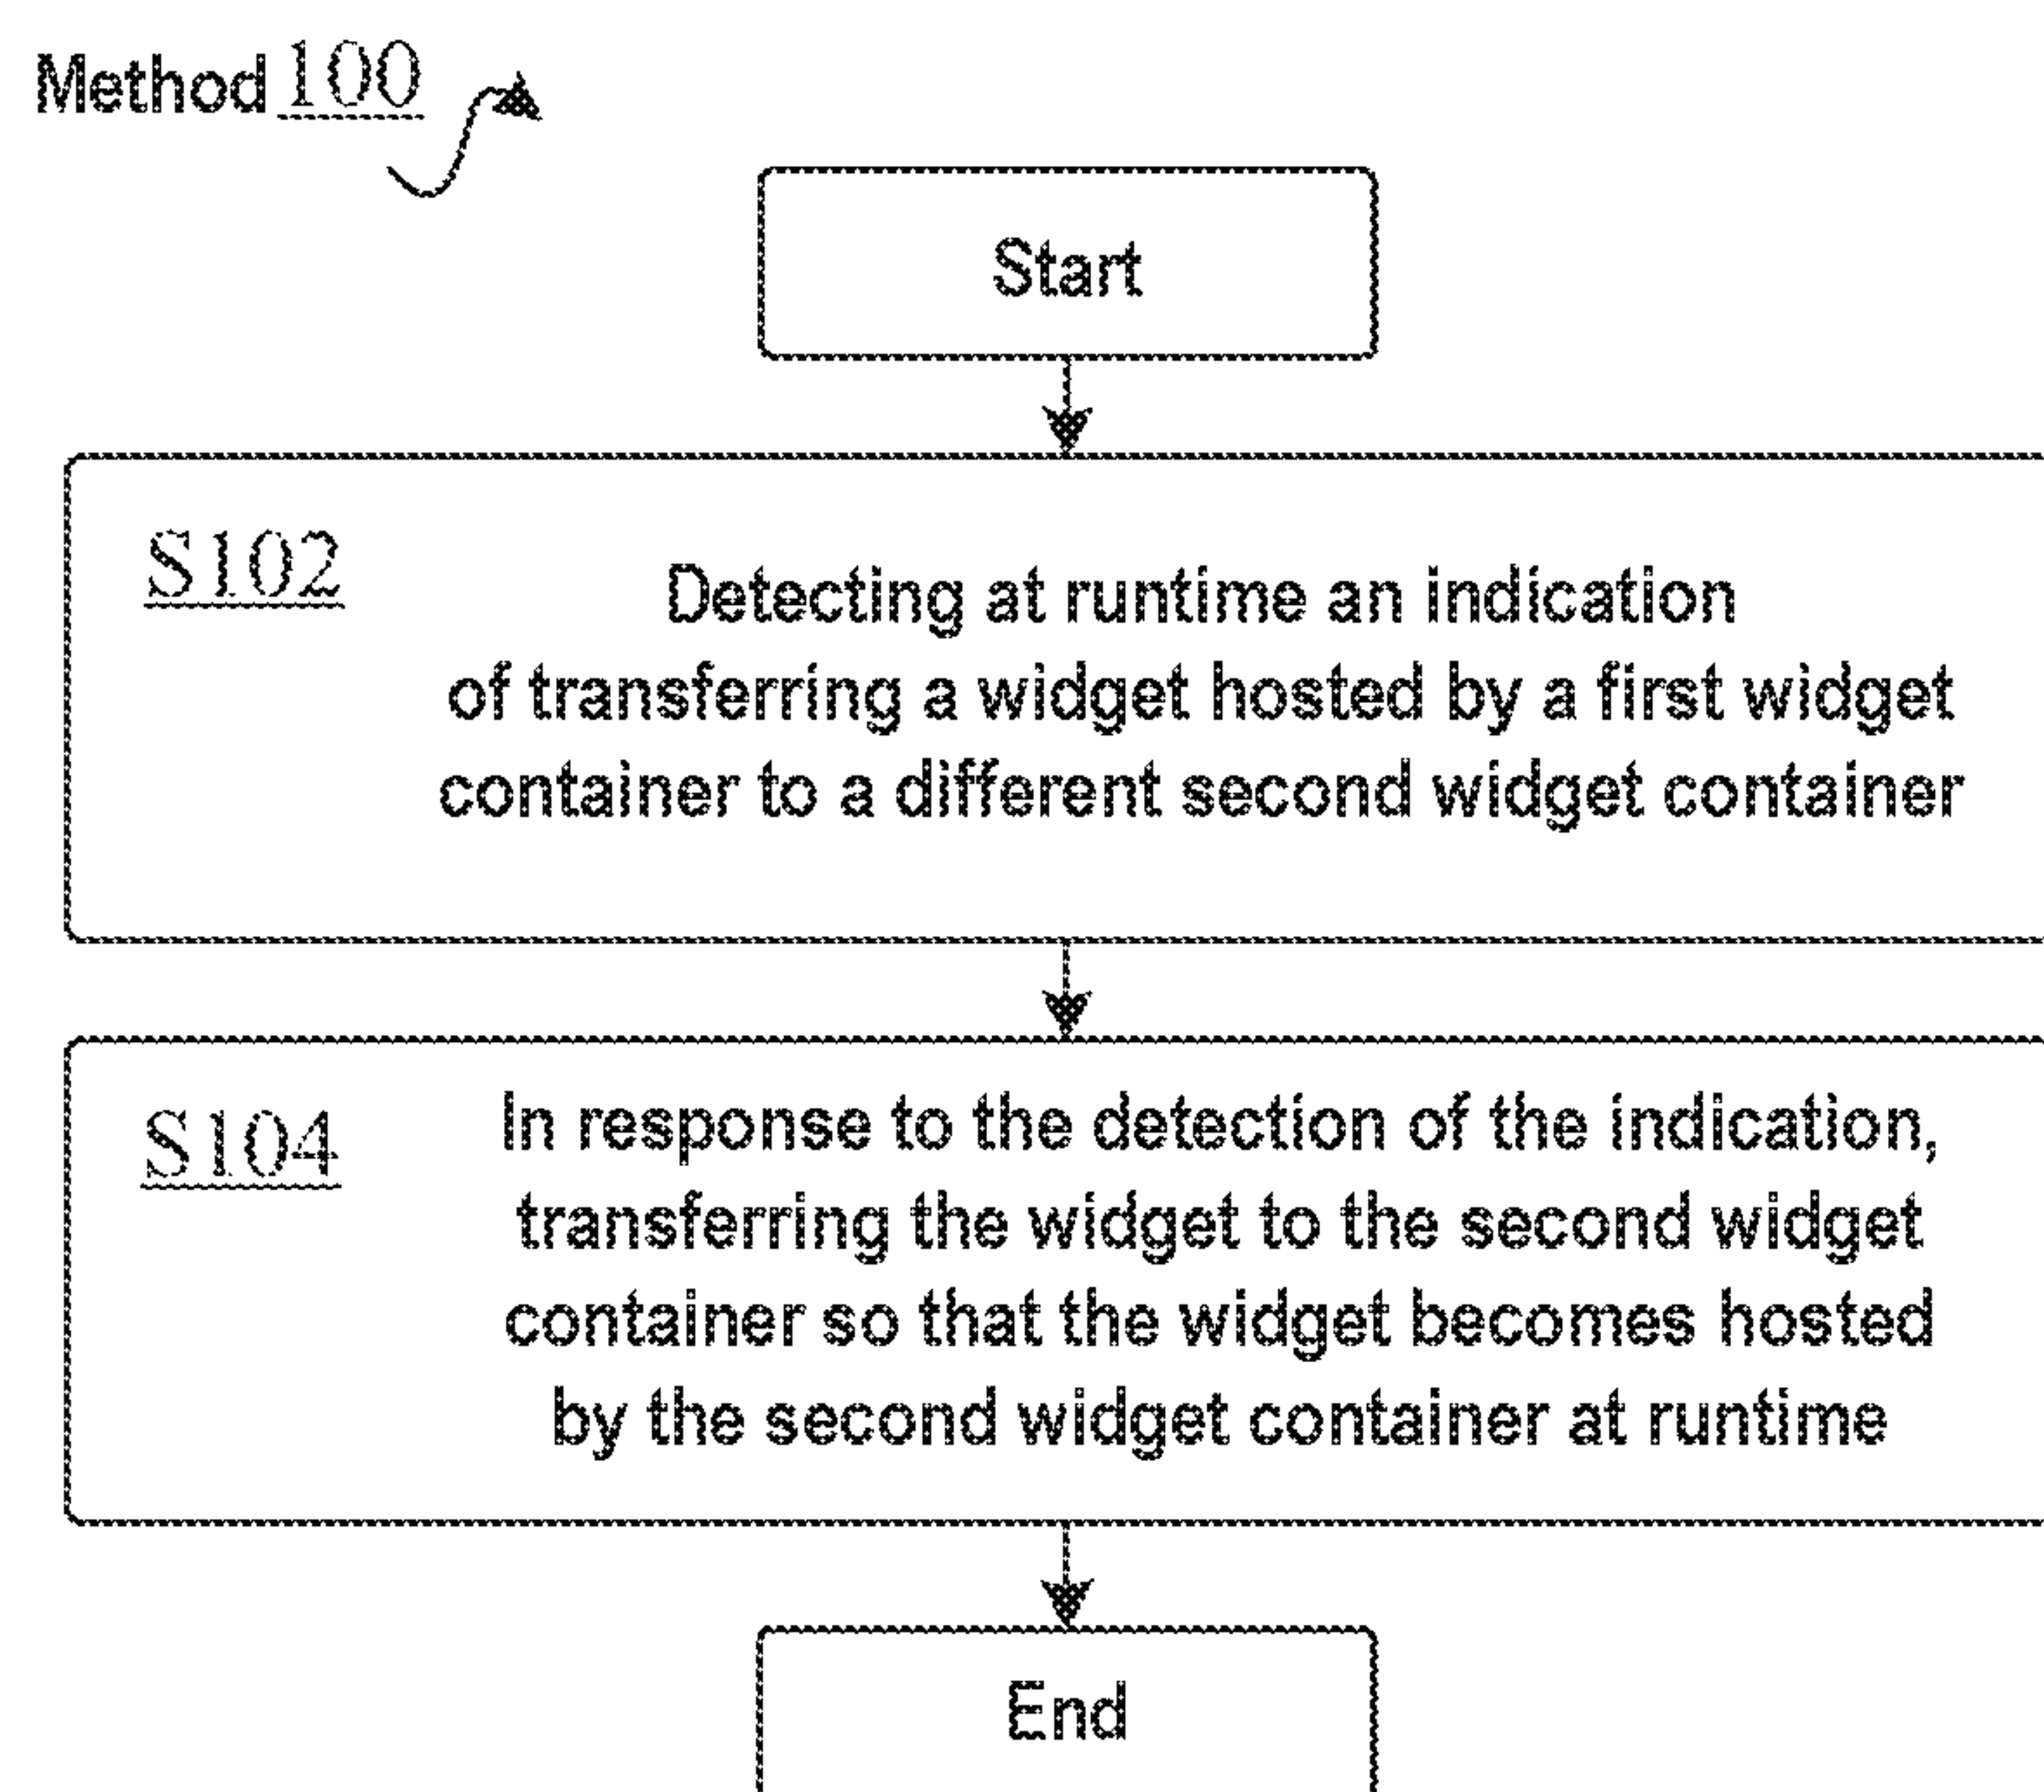 Method 100
Start
S102
Detecting at runtime an indication
of transferring a widget hosted by a first widget
container to a different second widget container
S104
In response to the detection of the indication,
transferring the widget to the second widget
container so that the widget becomes hosted
by the second widget container at runtime
End